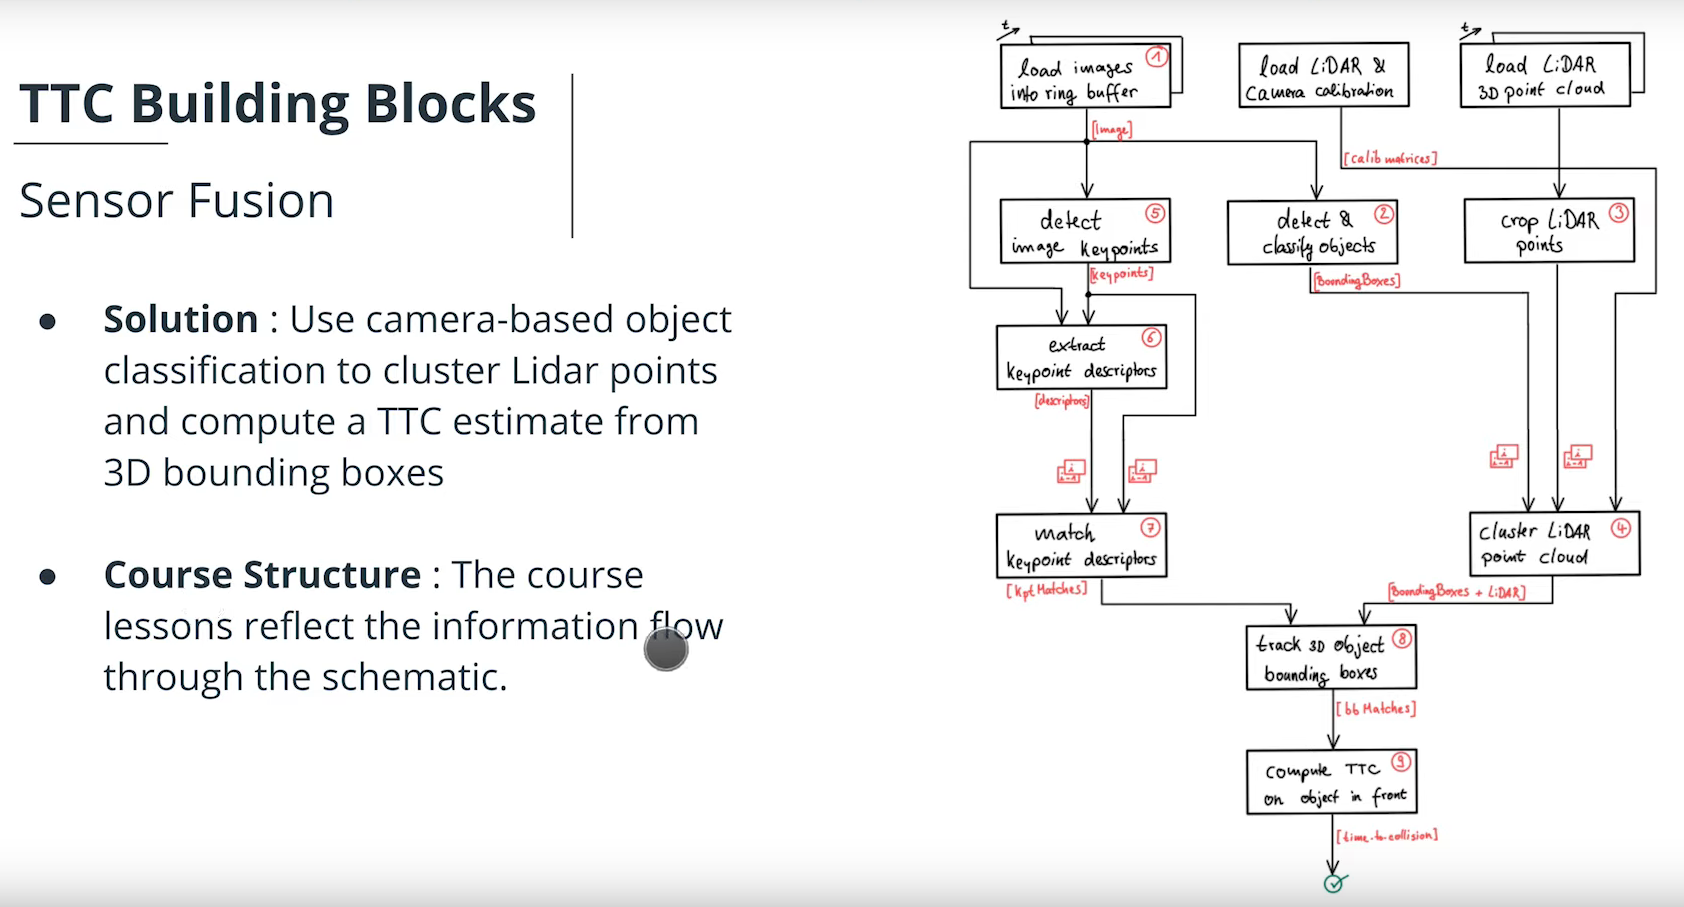 TTC Building Blocks
Sensor Fusion
● Solution : Use camera-based object
classification to cluster Lidar points
and compute a TTC estimate from
3D bounding boxes
● Course Structure : The course
lessons reflect the information flow
through the schematic.
t
load images ①
into ring buffer
load LiDAR &
Camera calibration
t
load LiDAR
3D point cloud
[Image]
[calib matrices]
detect ⑤
image keypoints
detect & ②
classify objects
crop LiDAR ③
points
[keypoints]
[BoundingBoxes]
extract ⑥
keypoint descriptors
[descriptors]
i
i-1
i
i-1
i
i-1
i
i-1
match ⑦
keypoint descriptors
cluster LiDAR ④
point cloud
[kptMatches]
[BoundingBoxes + LiDAR]
track 3D object ⑧
bounding boxes
[bbMatches]
compute TTC ⑨
on object in front
[time-to-collision]